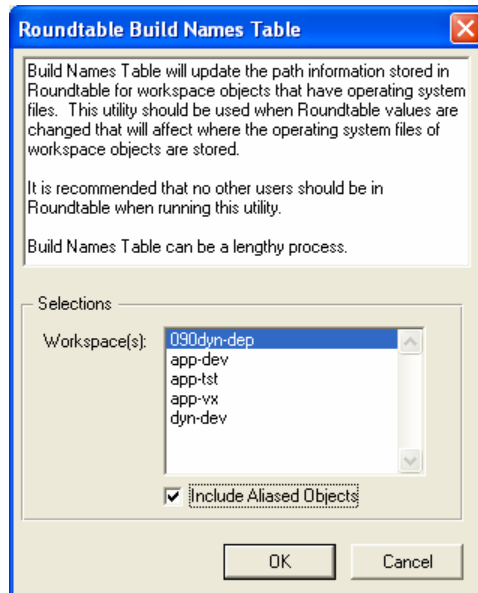 Roundtable Build Names Table
Build Names Table will update the path information stored in
Roundtable for workspace objects that have operating system
files.  This utility should be used when Roundtable values are
changed that will affect where the operating system files of
workspace objects are stored.
It is recommended that no other users should be in
Roundtable when running this utility.
Build Names Table can be a lengthy process.
Selections
Workspace(s):
090dyn-dep
app-dev
app-tst
app-vx
dyn-dev
Include Aliased Objects
OK
Cancel